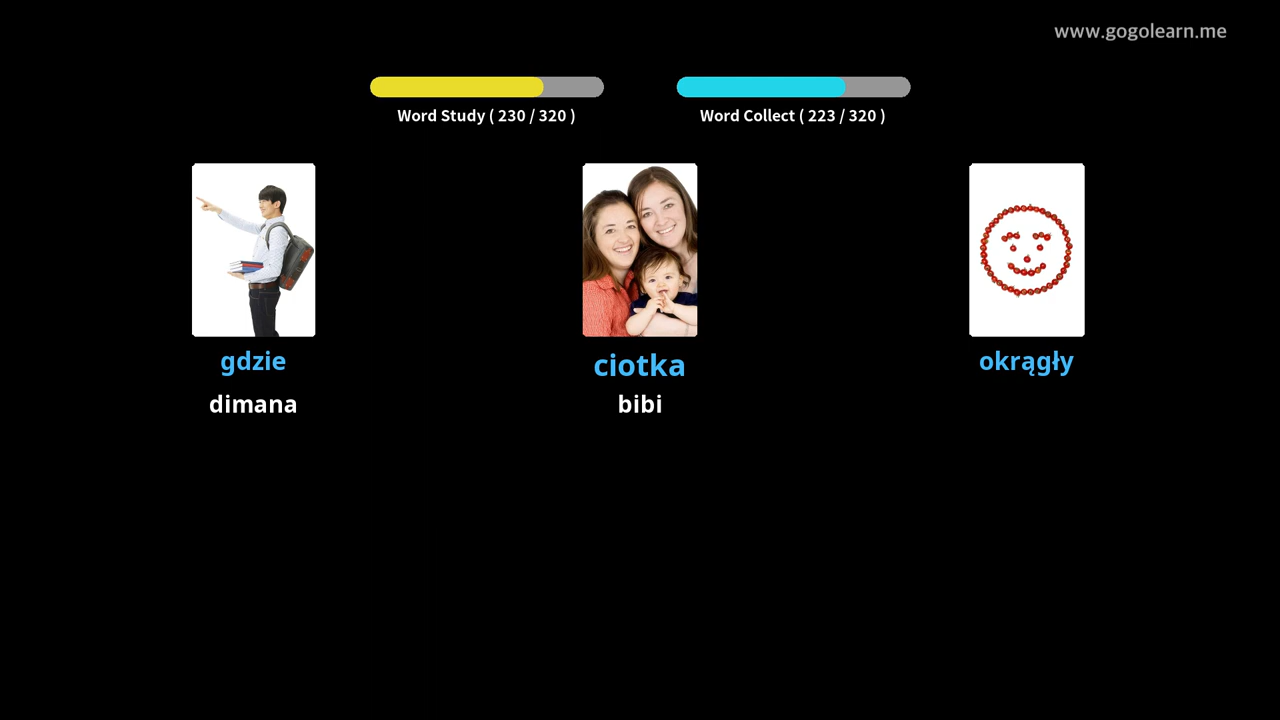 www.gogolearn.me
Word Study ( 230 / 320 )
Word Collect ( 223 / 320 )
gdzie
dimana
ciotka
bibi
okrągły